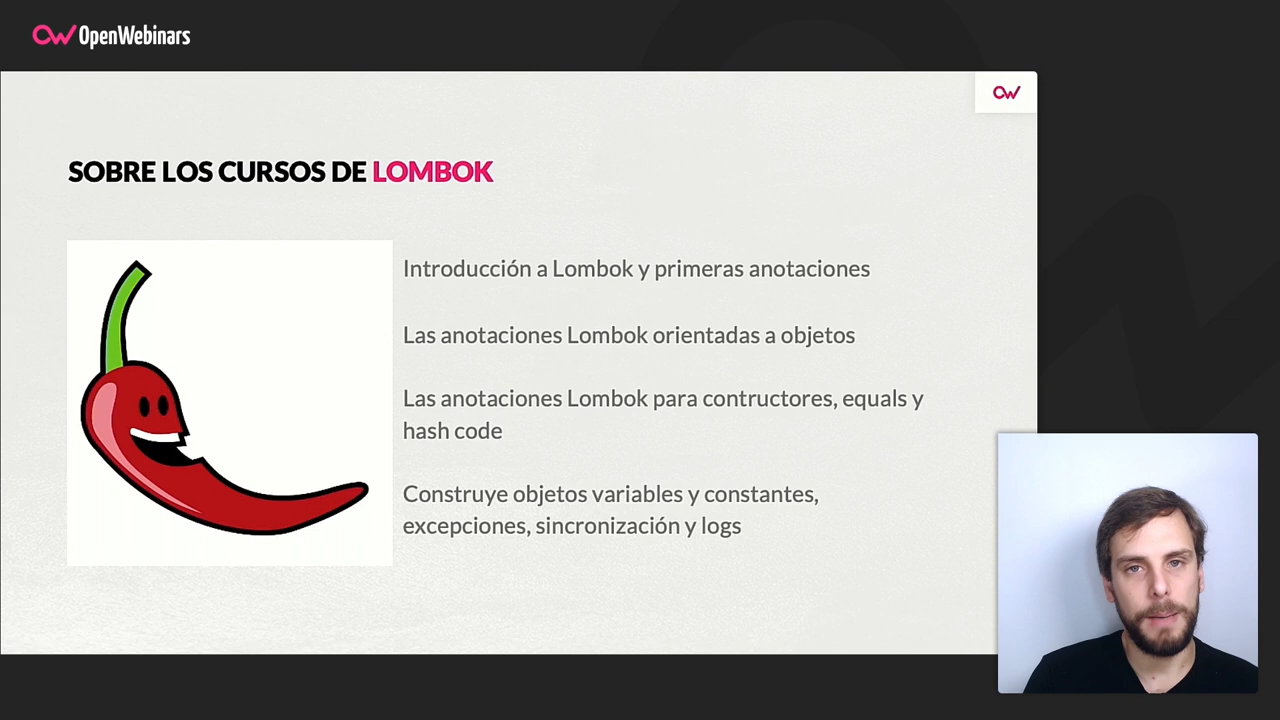 OpenWebinars
SOBRE LOS CURSOS DE LOMBOK
Introducción a Lombok y primeras anotaciones
Las anotaciones Lombok orientadas a objetos
Las anotaciones Lombok para contructores, equals y
hash code
Construye objetos variables y constantes,
excepciones, sincronización y logs